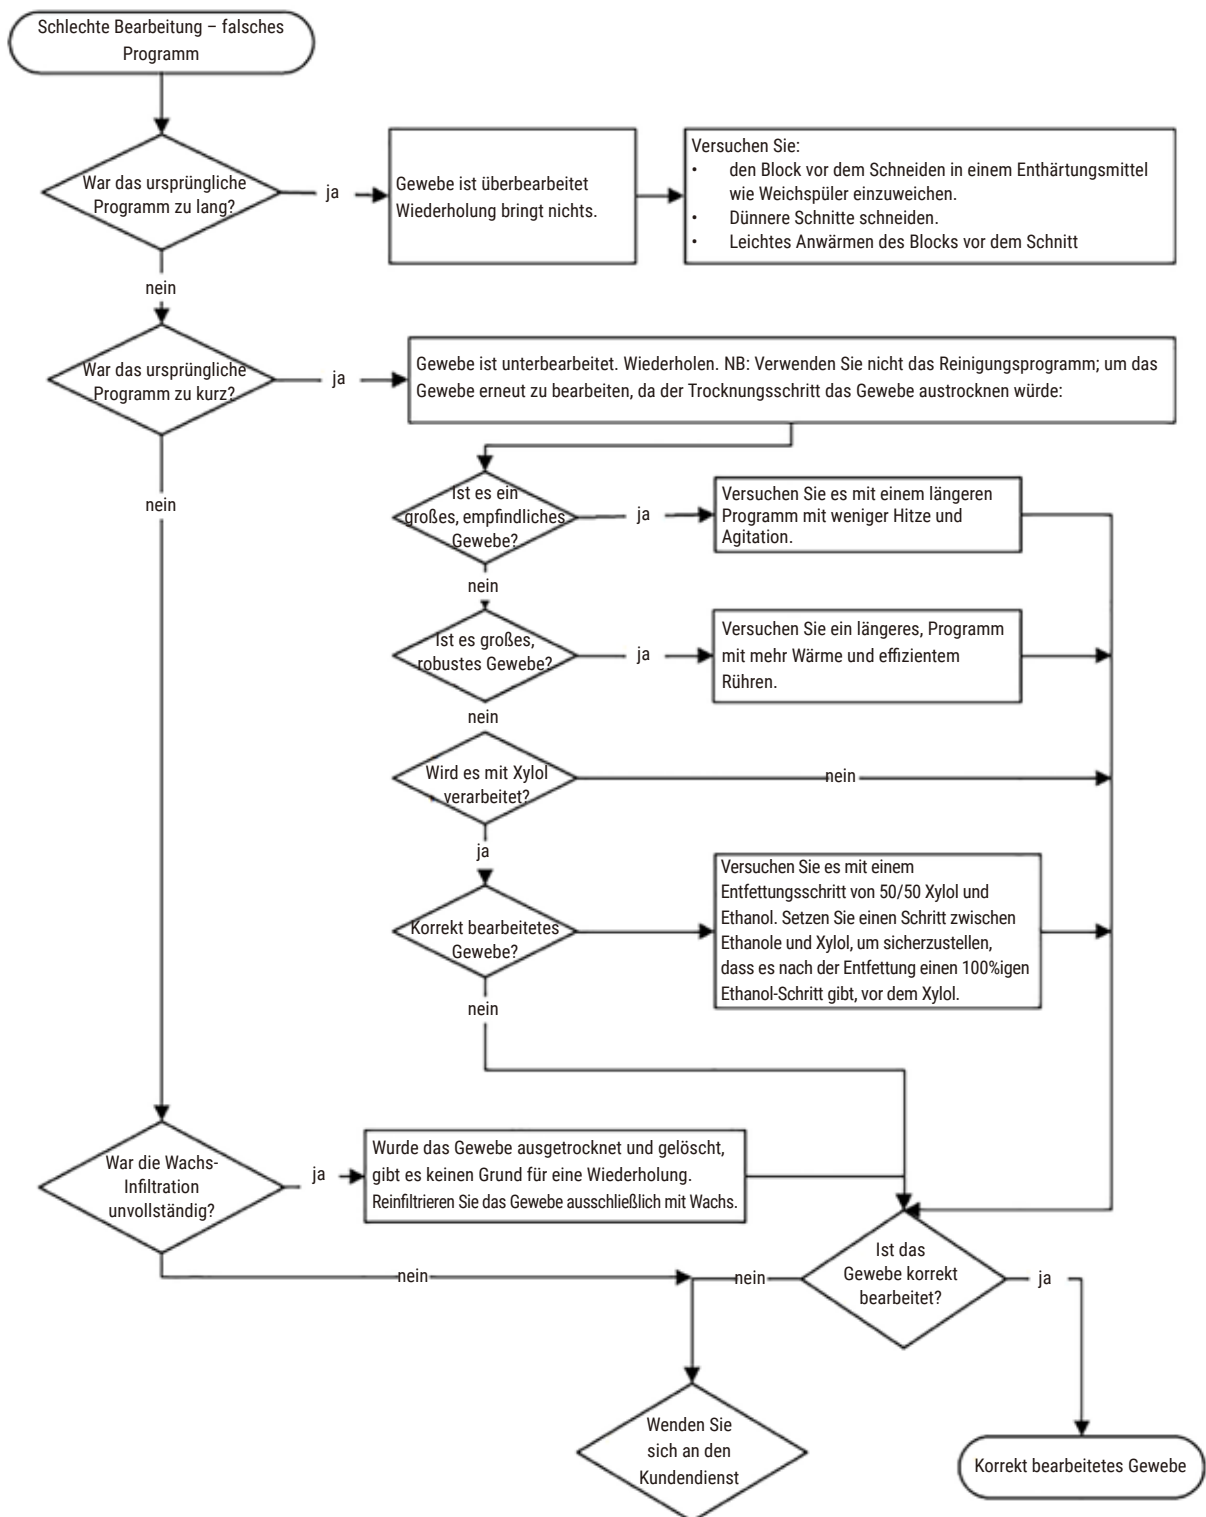 Schlechte Bearbeitung – falsches
Programm
War das ursprüngliche
Programm zu lang?
ja
Gewebe ist überbearbeitet
Wiederholung bringt nichts.
Versuchen Sie:
• den Block vor dem Schneiden in einem Enthärtungsmittel
wie Weichspüler einzuweichen.
• Dünnere Schnitte schneiden.
• Leichtes Anwärmen des Blocks vor dem Schnitt
nein
War das ursprüngliche
Programm zu kurz?
ja
Gewebe ist unterbearbeitet. Wiederholen. NB: Verwenden Sie nicht das Reinigungsprogramm; um das
Gewebe erneut zu bearbeiten, da der Trocknungsschritt das Gewebe austrocknen würde:
nein
Ist es ein
großes, empfindliches
Gewebe?
ja
Versuchen Sie es mit einem längeren
Programm mit weniger Hitze und
Agitation.
nein
Ist es großes,
robustes Gewebe?
ja
Versuchen Sie ein längeres, Programm
mit mehr Wärme und effizientem
Rühren.
nein
Wird es mit Xylol
verarbeitet?
nein
ja
Korrekt bearbeitetes
Gewebe?
Versuchen Sie es mit einem
Entfettungsschritt von 50/50 Xylol und
Ethanol. Setzen Sie einen Schritt zwischen
Ethanole und Xylol, um sicherzustellen,
dass es nach der Entfettung einen 100%igen
Ethanol-Schritt gibt, vor dem Xylol.
nein
War die Wachs-
Infiltration
unvollständig?
ja
Wurde das Gewebe ausgetrocknet und gelöscht,
gibt es keinen Grund für eine Wiederholung.
Reinfiltrieren Sie das Gewebe ausschließlich mit Wachs.
Ist das
Gewebe korrekt
bearbeitet?
nein
nein
ja
Wenden Sie
sich an den
Kundendienst
Korrekt bearbeitetes Gewebe